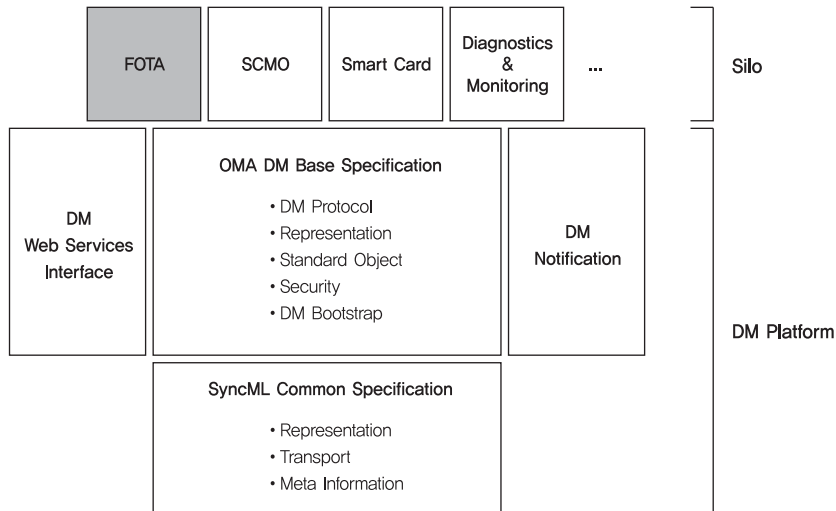 FOTA
SCMO
Smart Card
Diagnostics
&
Monitoring
...
Silo
DM
Web Services
Interface
OMA DM Base Specification
• DM Protocol
• Representation
• Standard Object
• Security
• DM Bootstrap
DM
Notification
DM Platform
SyncML Common Specification
• Representation
• Transport
• Meta Information